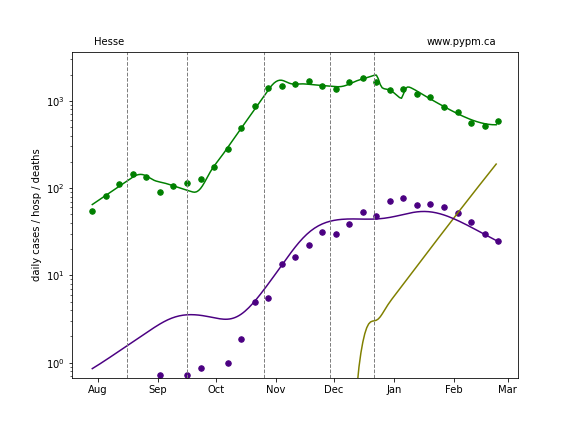 Hesse www.pypm.ca
daily cases / hosp / deaths
10³
10²
10¹
10⁰
Aug Sep Oct Nov Dec Jan Feb Mar